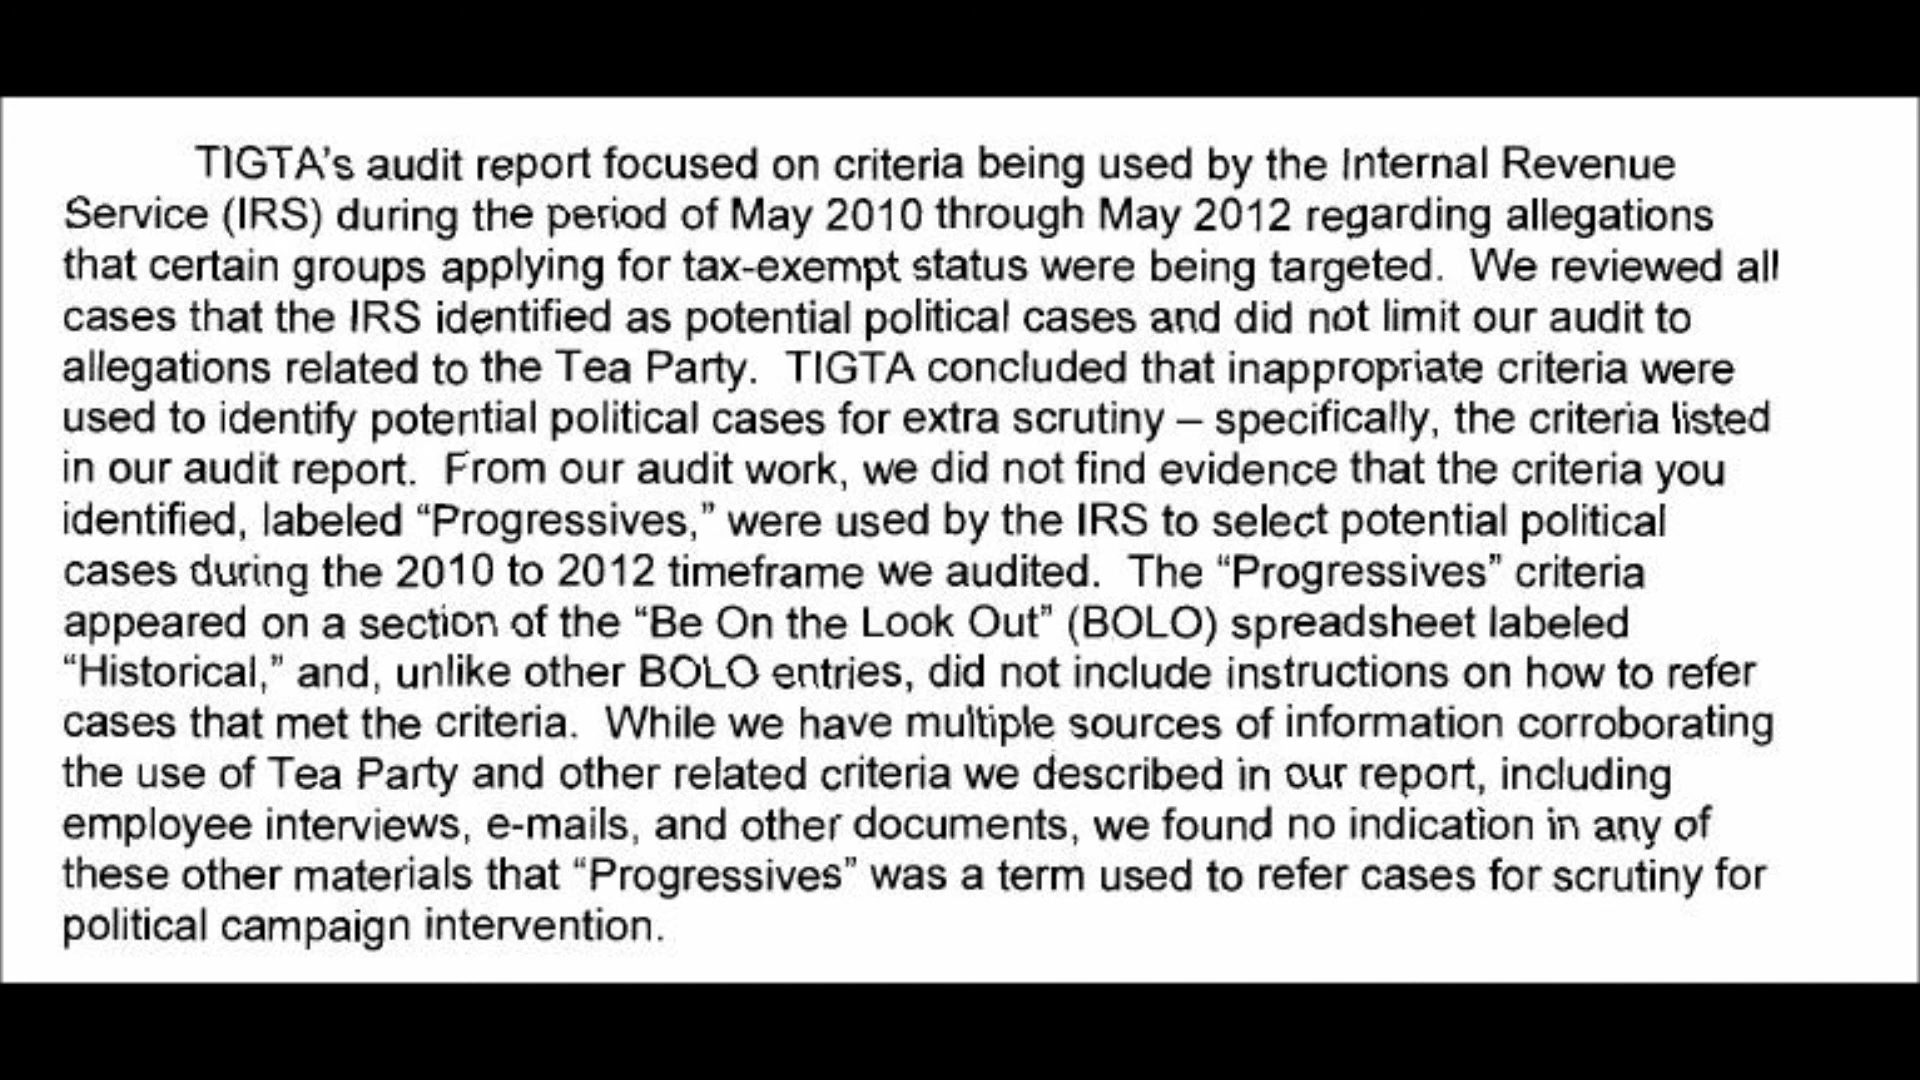 TIGTA's audit report focused on criteria being used by the Internal Revenue
Service (IRS) during the period of May 2010 through May 2012 regarding allegations
that certain groups applying for tax-exempt status were being targeted.  We reviewed all
cases that the IRS identified as potential political cases and did not limit our audit to
allegations related to the Tea Party.  TIGTA concluded that inappropriate criteria were
used to identify potential political cases for extra scrutiny – specifically, the criteria listed
in our audit report.  From our audit work, we did not find evidence that the criteria you
identified, labeled “Progressives,” were used by the IRS to select potential political
cases during the 2010 to 2012 timeframe we audited.  The “Progressives” criteria
appeared on a section of the “Be On the Look Out” (BOLO) spreadsheet labeled
“Historical,” and, unlike other BOLO entries, did not include instructions on how to refer
cases that met the criteria.  While we have multiple sources of information corroborating
the use of Tea Party and other related criteria we described in our report, including
employee interviews, e-mails, and other documents, we found no indication in any of
these other materials that “Progressives” was a term used to refer cases for scrutiny for
political campaign intervention.